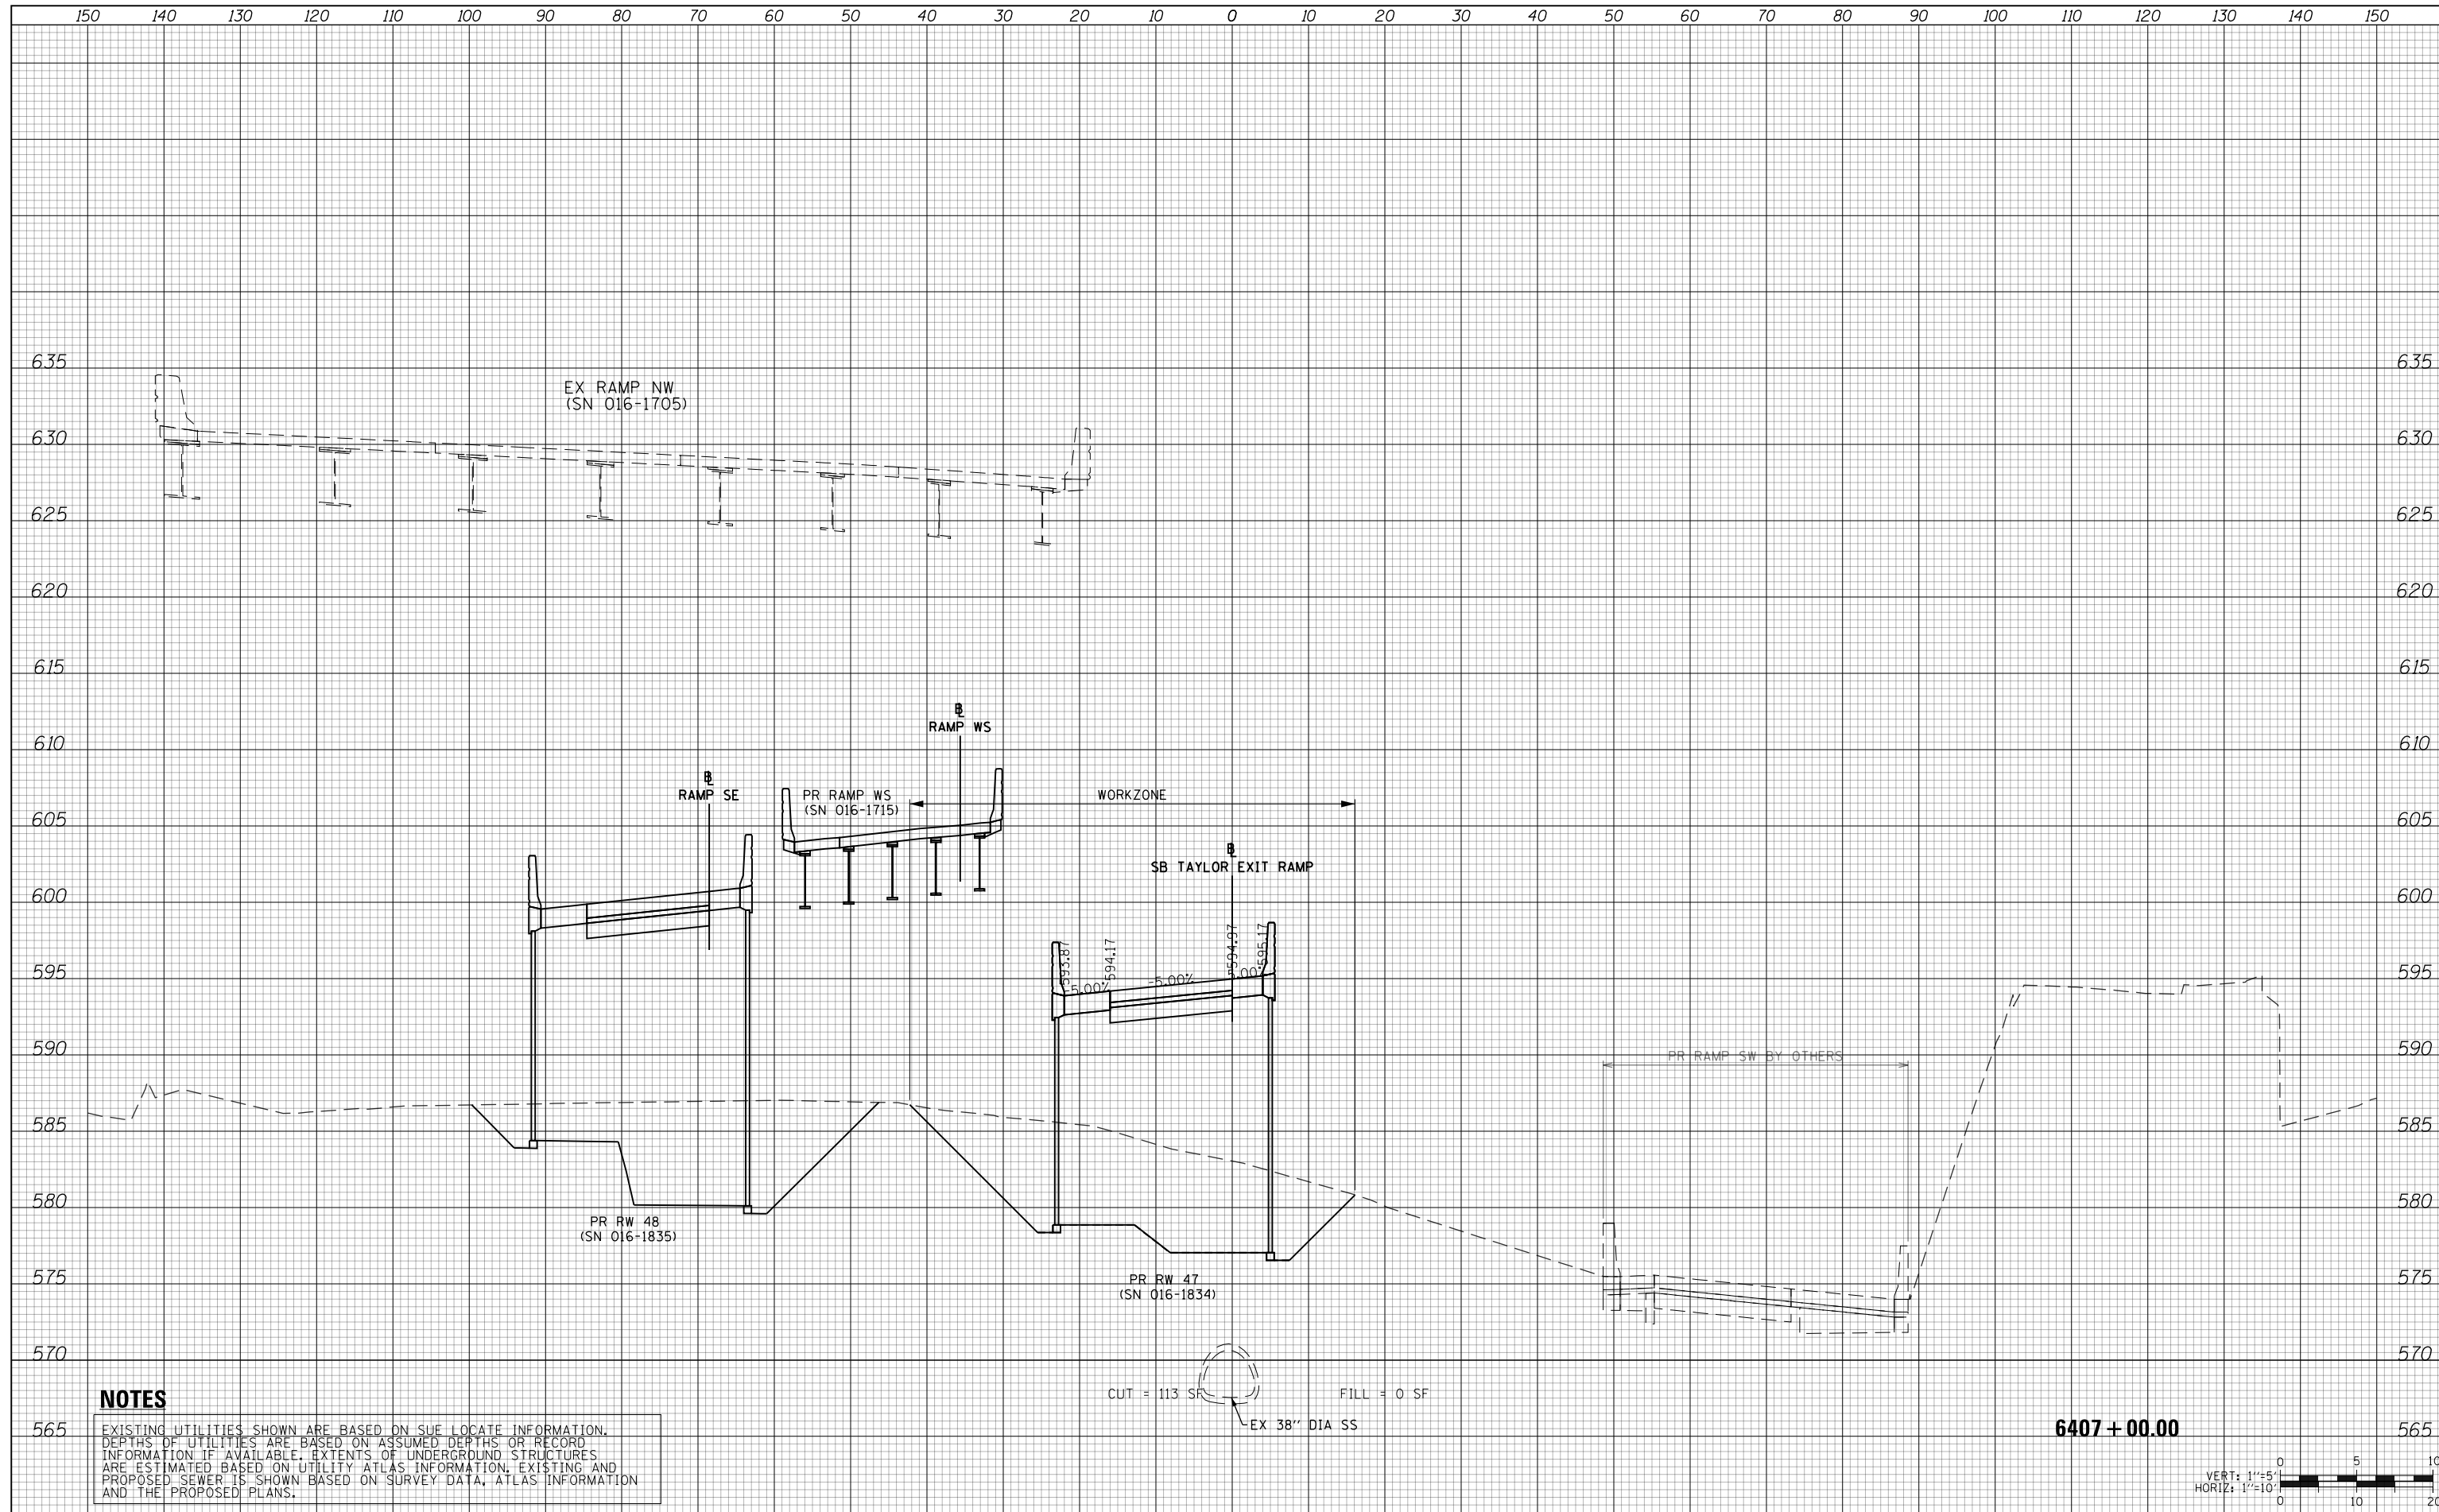 150 140 130 120 110 100 90 80 70 60 50 40 30 20 10 0 10 20 30 40 50 60 70 80 90 100 110 120 130 140 150
635 635
EX RAMP NW
(SN 016-1705)
630 630
625 625
620 620
615 615
RAMP WS
610 610
RAMP SE
PR RAMP WS
(SN 016-1715)
WORKZONE
605 605
SB TAYLOR EXIT RAMP
600 600
593.87 594.17 594.97 595.17
595 595
-5.00% -5.00% 5.00%
590 590
PR RAMP SW BY OTHERS
585 585
580 580
PR RW 48
(SN 016-1835)
575 575
PR RW 47
(SN 016-1834)
570 570
CUT = 113 SF FILL = 0 SF
EX 38" DIA SS
565 565
NOTES
EXISTING UTILITIES SHOWN ARE BASED ON SUE LOCATE INFORMATION.
DEPTHS OF UTILITIES ARE BASED ON ASSUMED DEPTHS OR RECORD
INFORMATION IF AVAILABLE. EXTENTS OF UNDERGROUND STRUCTURES
ARE ESTIMATED BASED ON UTILITY ATLAS INFORMATION. EXISTING AND
PROPOSED SEWER IS SHOWN BASED ON SURVEY DATA, ATLAS INFORMATION
AND THE PROPOSED PLANS.
6407+00.00
0 5 10
VERT: 1"=5'
HORIZ: 1"=10'
0 10 20